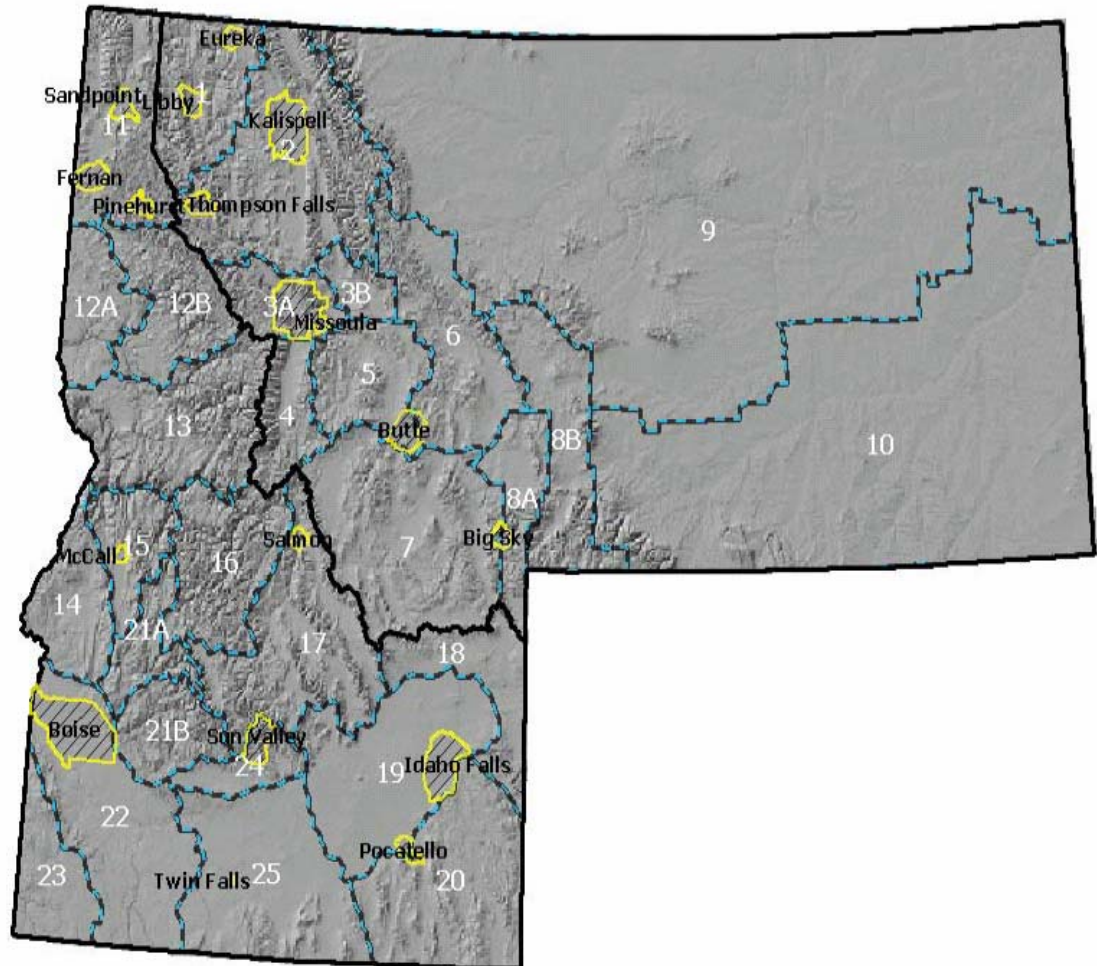 Eureka
Sandpoint
Libby
1
11
Kalispell
2
Fernan
Pinehurst
Thompson Falls
9
12A
12B
3A
3B
Missoula
6
5
4
Butte
13
8B
10
8A
Big Sky
7
Salmon
McCall
15
16
14
21A
17
18
Boise
21B
Sun Valley
24
19
Idaho Falls
22
Pocatello
23
Twin Falls
25
20